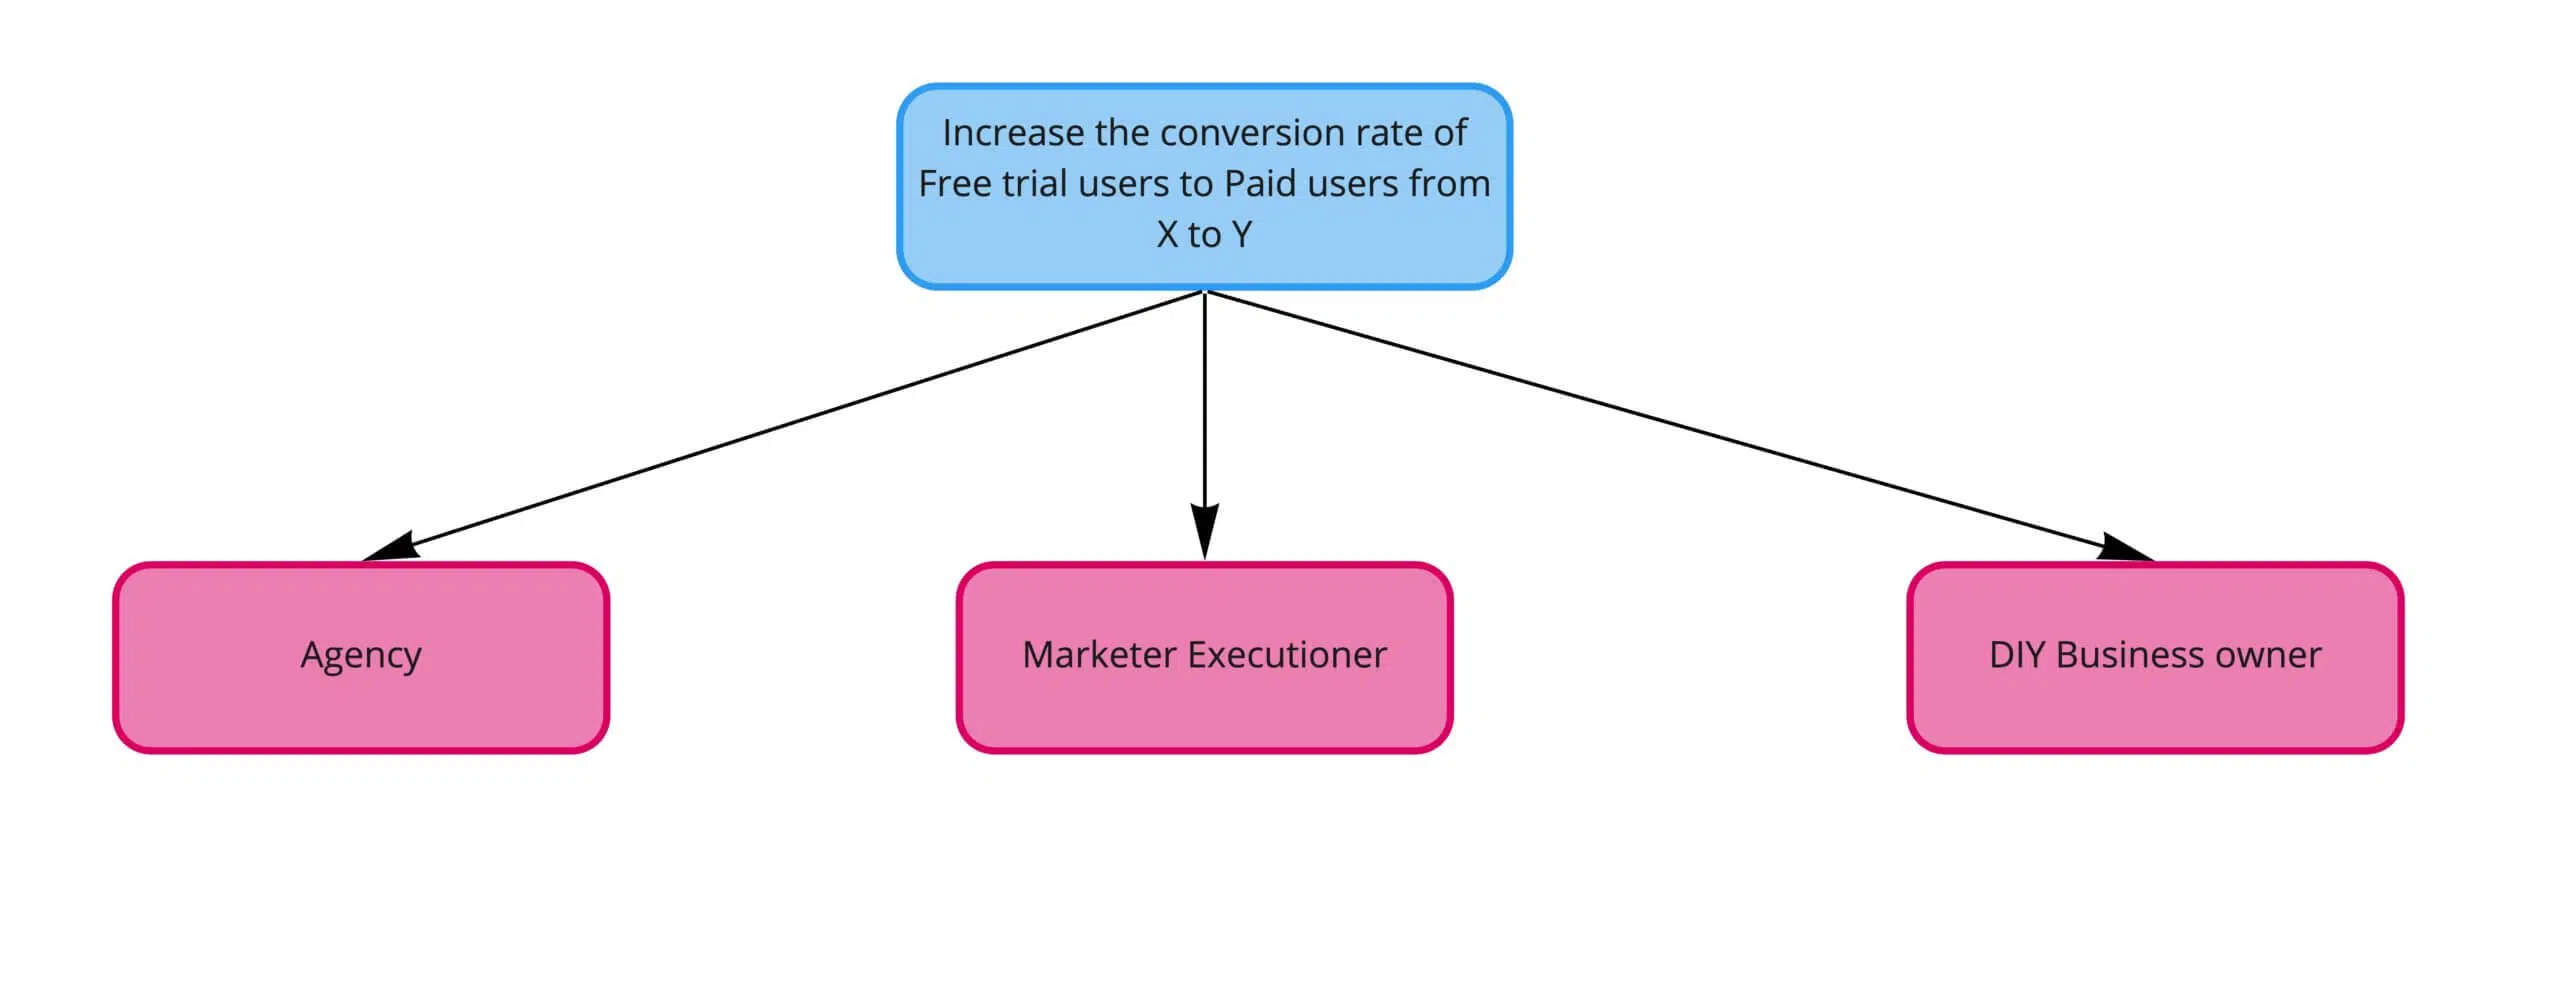 Increase the conversion rate of
Free trial users to Paid users from
X to Y
Agency
Marketer Executioner
DIY Business owner